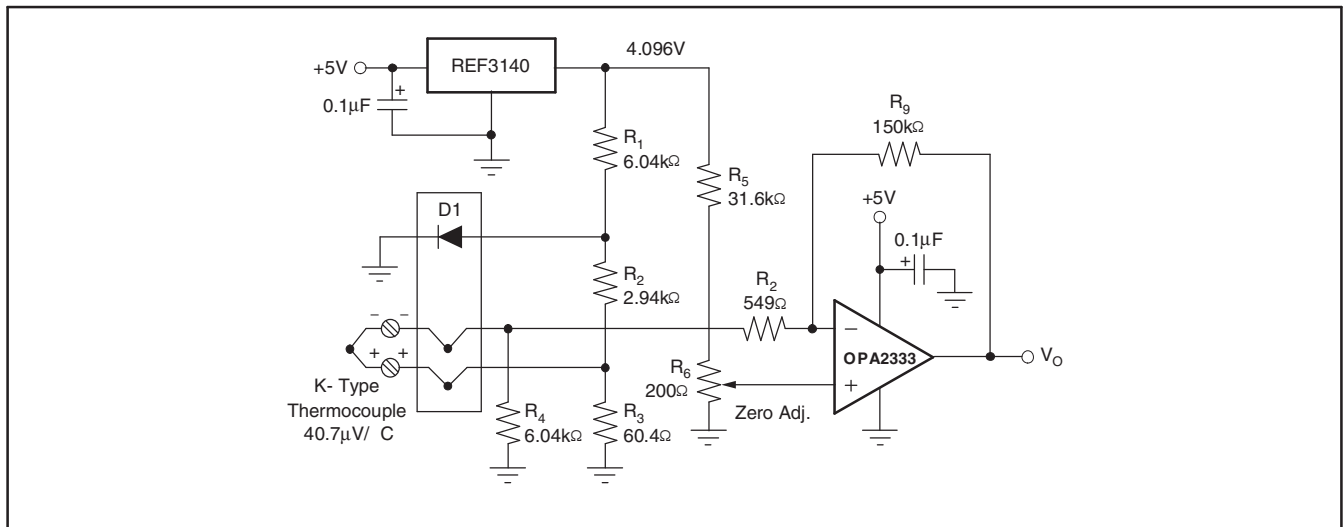 +5V
REF3140
4.096V
0.1μF
+
R1
6.04kΩ
R5
31.6kΩ
R9
150kΩ
+5V
0.1μF
+
D1
R2
2.94kΩ
R2
549Ω
− −
+ +
K- Type
Thermocouple
40.7μV/ C
R4
6.04kΩ
R3
60.4Ω
R6
200Ω
Zero Adj.
−
OPA2333
+
VO